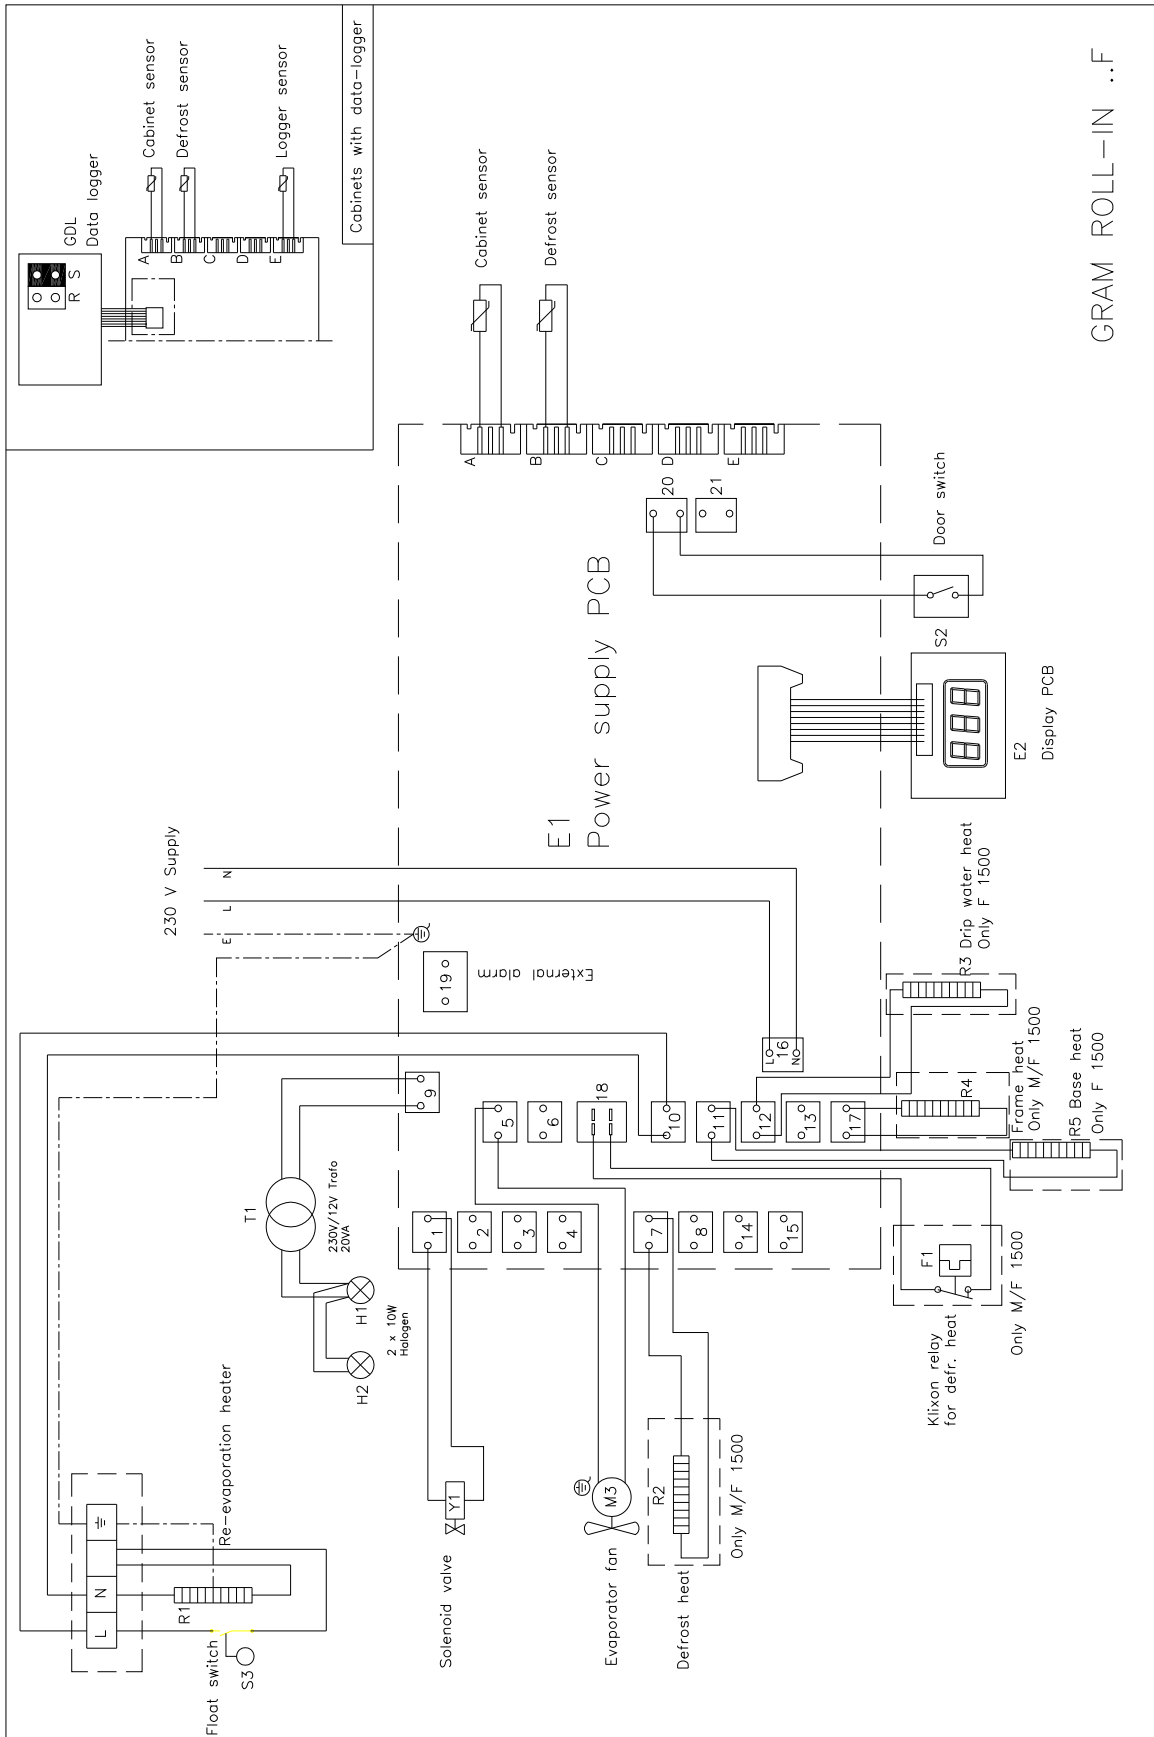 GDL
Data logger
R S
A
B
C
D
E
Cabinet sensor
Defrost sensor
Logger sensor
Cabinets with data-logger
Cabinet sensor
Defrost sensor
A
B
C
D
E
20
21
Door switch
S2
E1
Power supply PCB
E2
Display PCB
230 V Supply
E
L
N
19
External alarm
L
16
N
9
5
6
18
10
11
12
13
17
R3 Drip water heat
Only F 1500
R4
Frame heat
Only M/F 1500
R5 Base heat
Only F 1500
T1
230V/12V Trafo
20VA
H1
H2
2 x 10W
Halogen
1
2
3
4
7
8
14
15
F1
Only M/F 1500
Klixon relay
for defr. heat
L
N
Re-evaporation heater
R1
Float switch
S3
Y1
Solenoid valve
M3
Evaporator fan
R2
Only M/F 1500
Defrost heat
GRAM ROLL-IN ..F